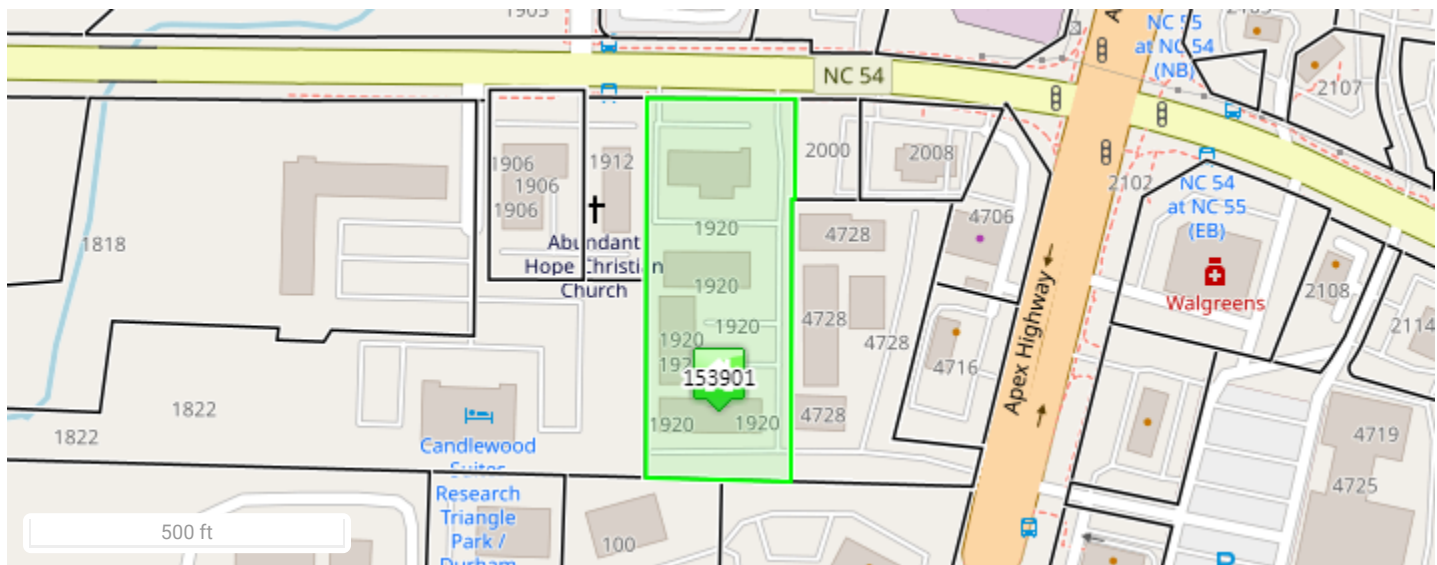 NC 55
at NC 54
(NB)
2107
NC 54
1906
1906
1906
1912
2000
2008
2102
NC 54
at NC 55
(EB)
1818
Abundant
Hope Christian
Church
1920
4728
4706
1920
Walgreens
2108
1920
1920
4728
4728
2114
4716
Apex Highway
153901
1822
1822
1920
1920
4728
4719
Candlewood
Suites
Research
Triangle
Park /
Durham
4725
500 ft
100
P